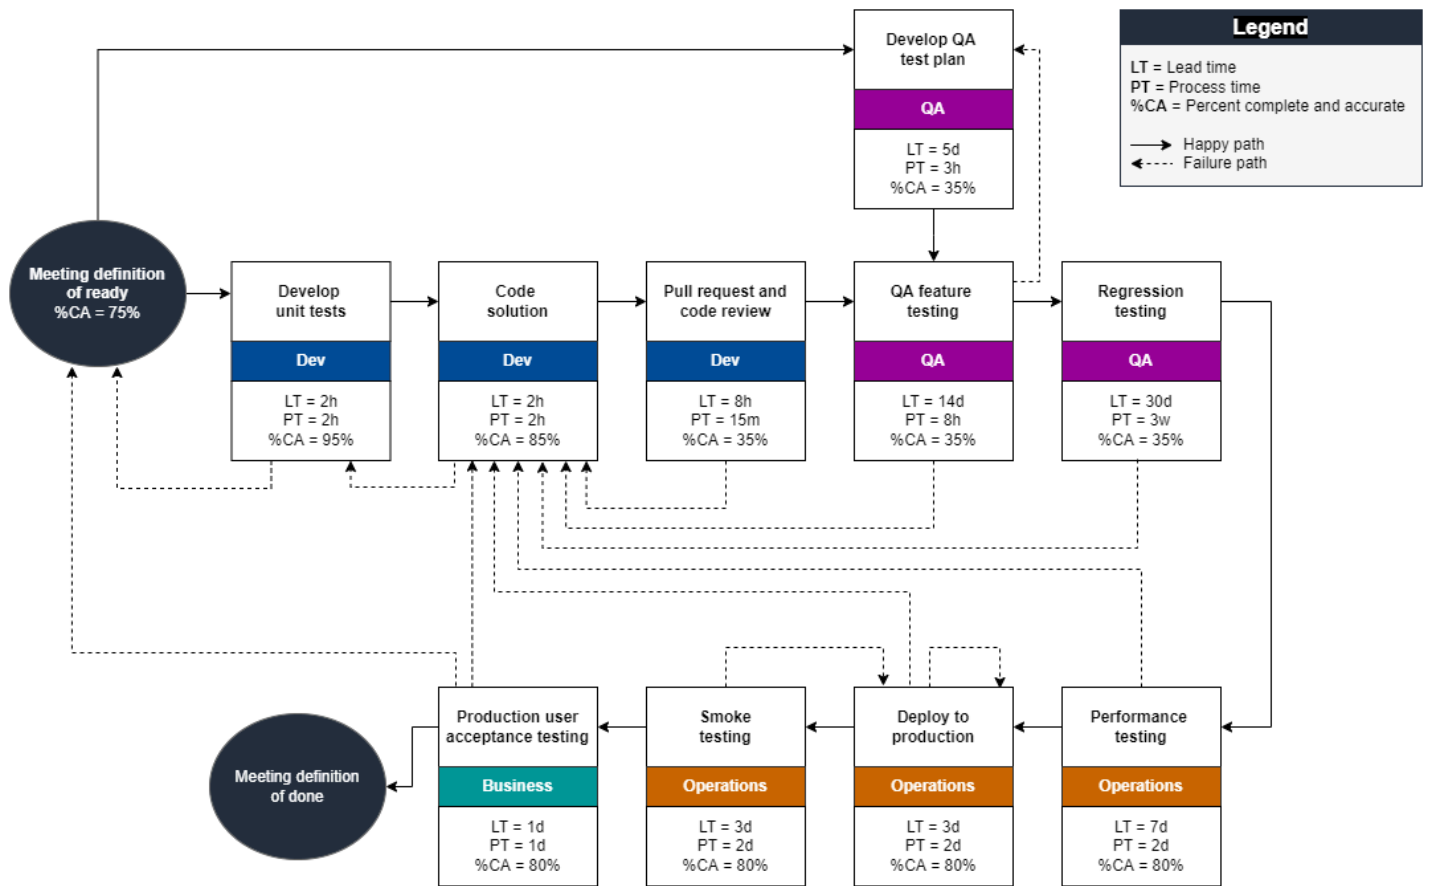 Develop QA
test plan
QA
LT = 5d
PT = 3h
%CA = 35%
Legend
LT = Lead time
PT = Process time
%CA = Percent complete and accurate
Happy path
Failure path
Meeting definition
of ready
%CA = 75%
Develop
unit tests
Dev
LT = 2h
PT = 2h
%CA = 95%
Code
solution
Dev
LT = 2h
PT = 2h
%CA = 85%
Pull request and
code review
Dev
LT = 8h
PT = 15m
%CA = 35%
QA feature
testing
QA
LT = 14d
PT = 8h
%CA = 35%
Regression
testing
QA
LT = 30d
PT = 3w
%CA = 35%
Meeting definition
of done
Production user
acceptance testing
Business
LT = 1d
PT = 1d
%CA = 80%
Smoke
testing
Operations
LT = 3d
PT = 2d
%CA = 80%
Deploy to
production
Operations
LT = 3d
PT = 2d
%CA = 80%
Performance
testing
Operations
LT = 7d
PT = 2d
%CA = 80%